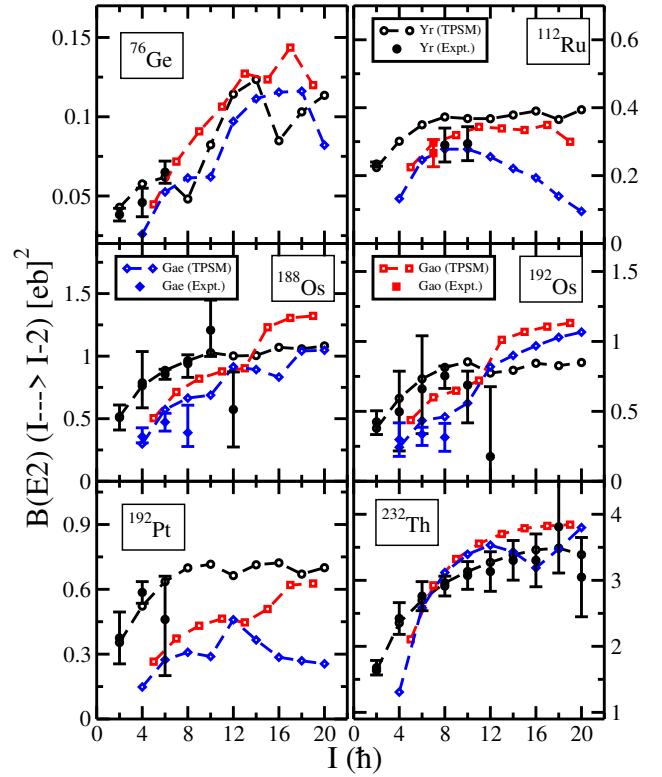 76Ge
0.15
0.1
0.05
112Ru
Yr (TPSM)
Yr (Expt.)
0.6
0.4
0.2
0
188Os
Gae (TPSM)
Gae (Expt.)
1.5
1
0.5
0
192Os
Gao (TPSM)
Gao (Expt.)
1.5
1
0.5
0
192Pt
0.9
0.6
0.3
0
232Th
4
3
2
1
0 4 8 12 16 20
0 4 8 12 16 20
B(E2) (I---> I-2) [eb]2
I (ħ)